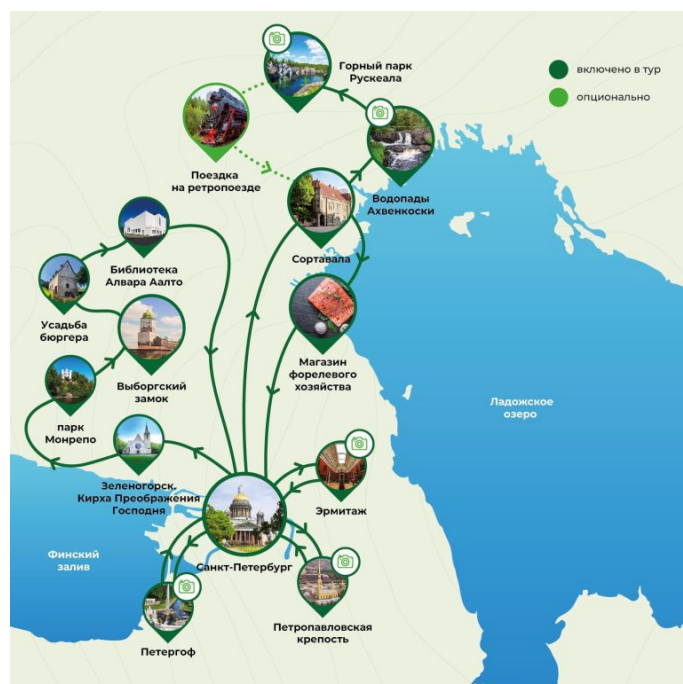 Горный парк
Рускеала
включено в тур
опционально
Поездка
на ретропоезде
Водопады
Ахвенкоски
Сортавала
Библиотека
Алвара Аалто
Усадьба
бюргера
Выборгский
замок
Магазин
форелевого
хозяйства
парк
Монрепо
Ладожское
озеро
Зеленогорск.
Кирха Преображения
Господня
Эрмитаж
Финский
залив
Санкт-Петербург
Петропавловская
крепость
Петергоф